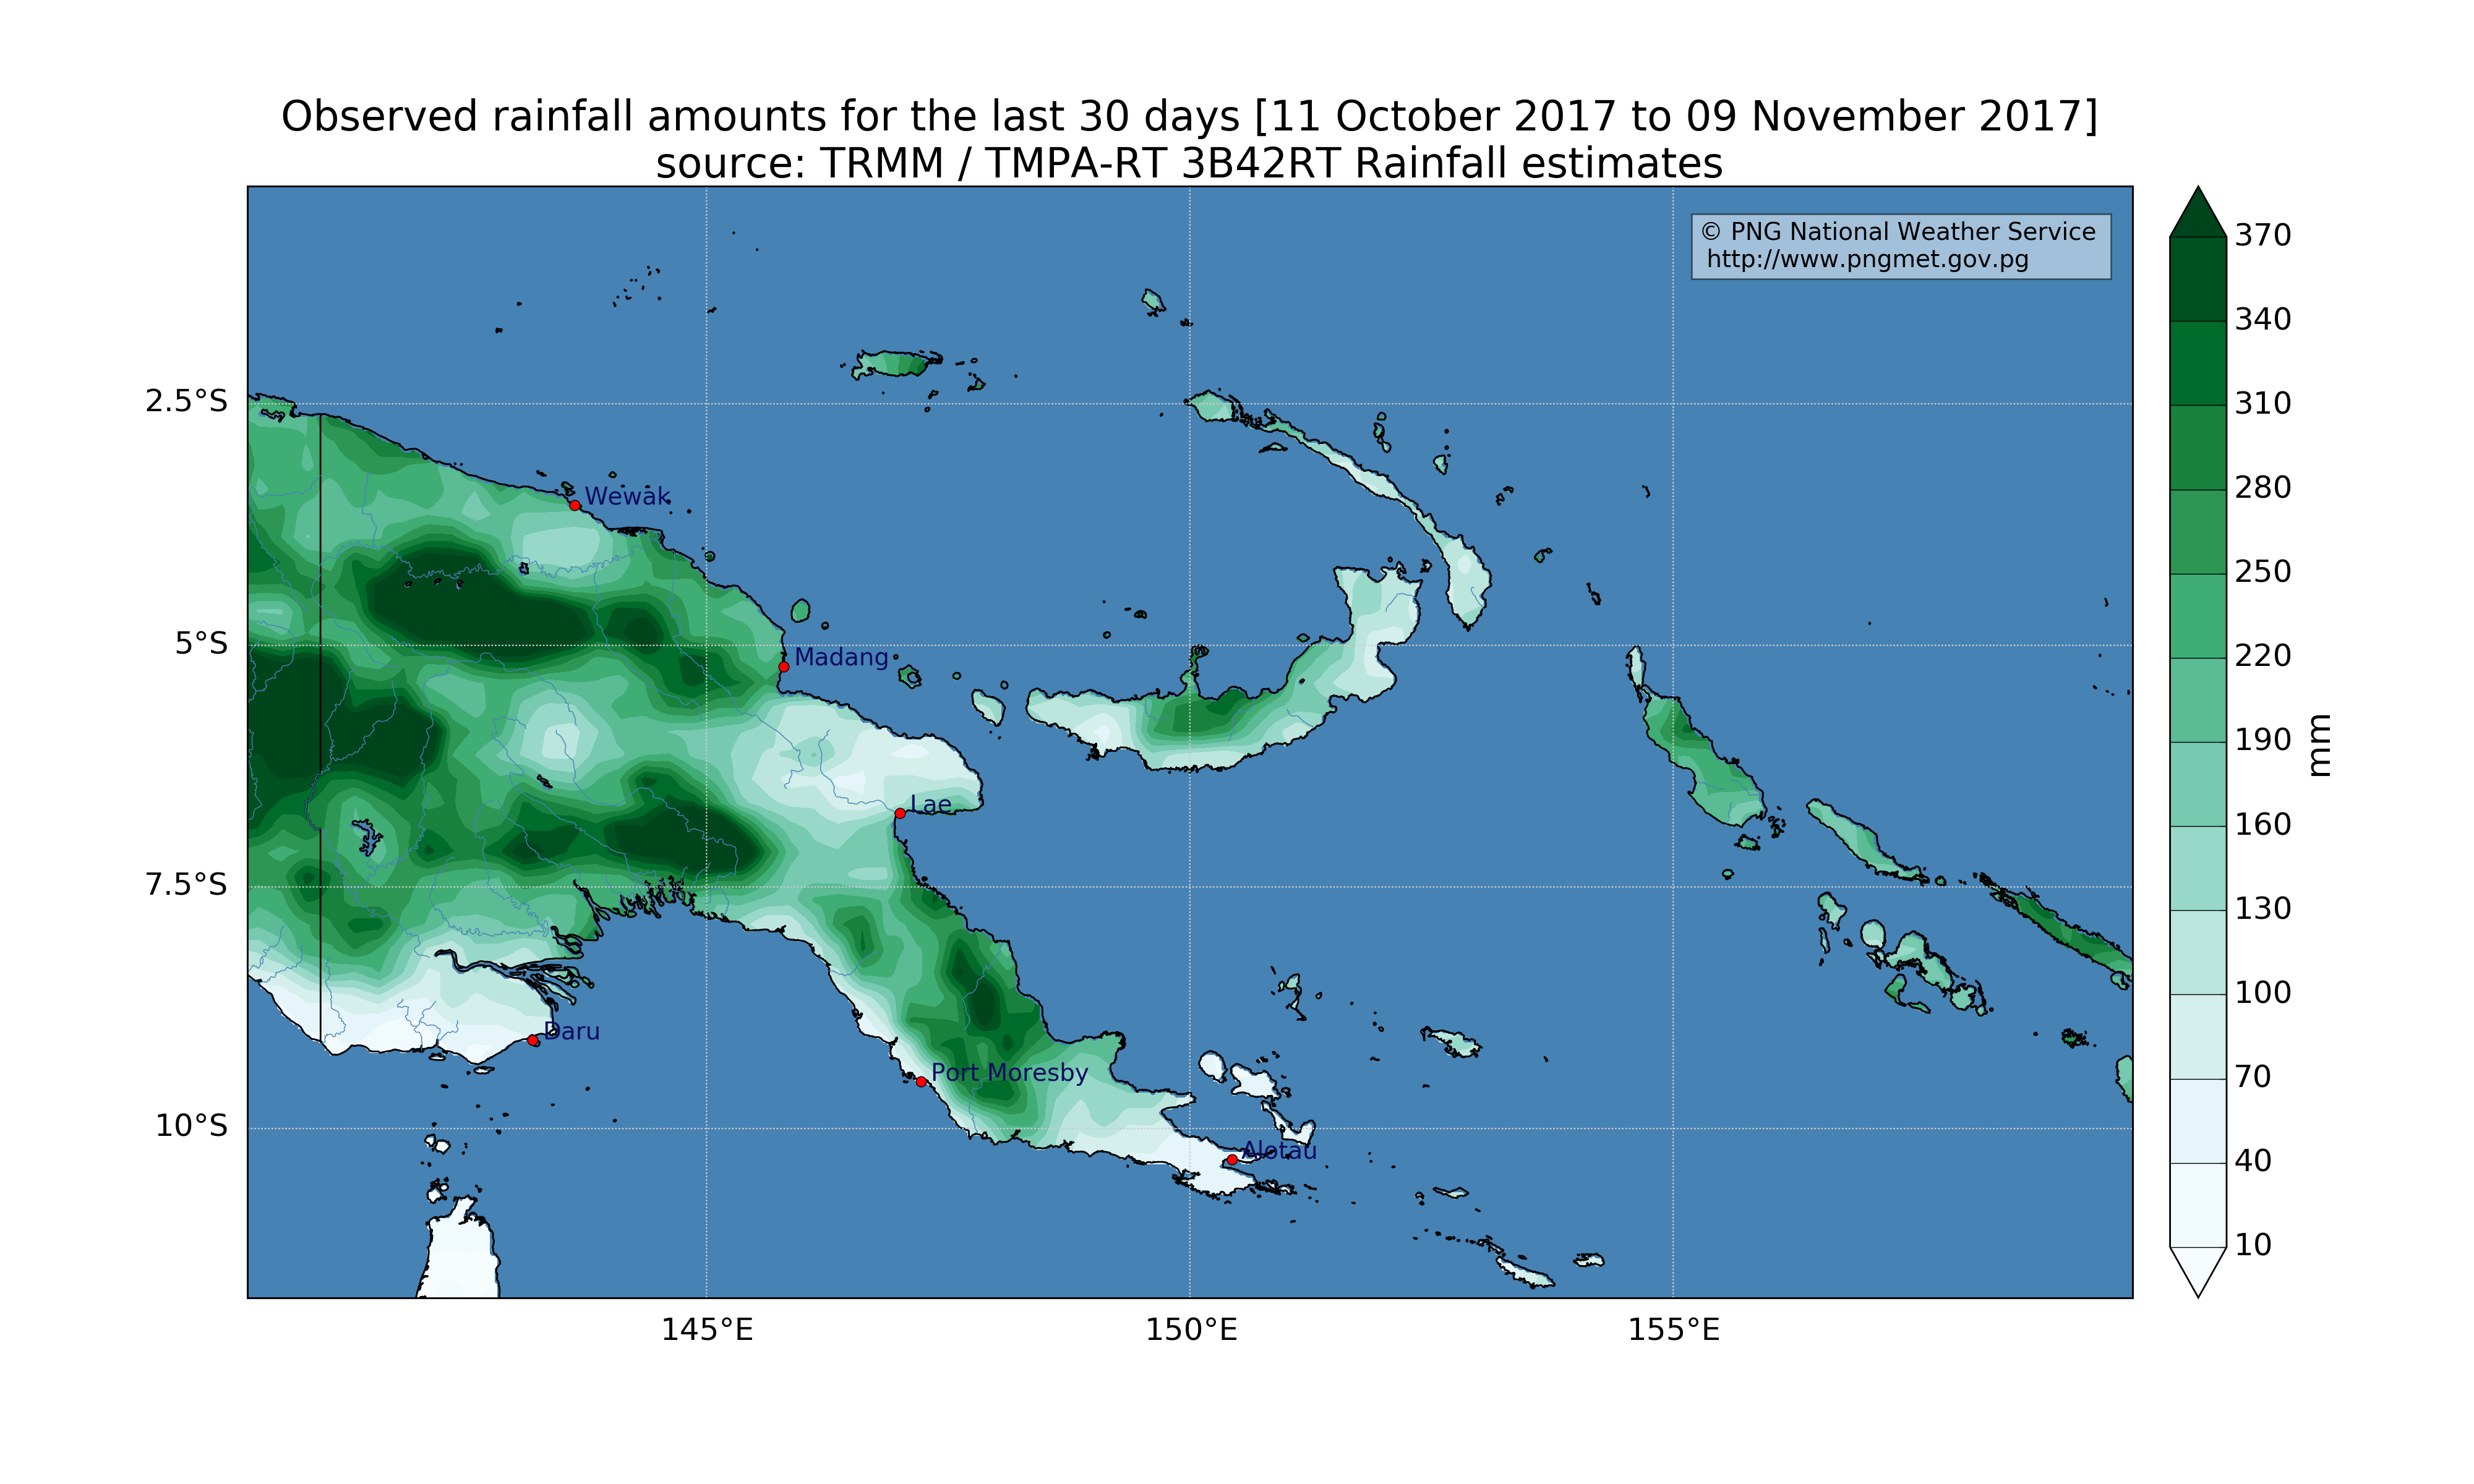 Observed rainfall amounts for the last 30 days [11 October 2017 to 09 November 2017]
source: TRMM / TMPA-RT 3B42RT Rainfall estimates
© PNG National Weather Service
http://www.pngmet.gov.pg
2.5°S
5°S
7.5°S
10°S
Wewak
Madang
Lae
Daru
Port Moresby
Alotau
145°E
150°E
155°E
370
340
310
280
250
220
190
160
130
100
70
40
10
mm